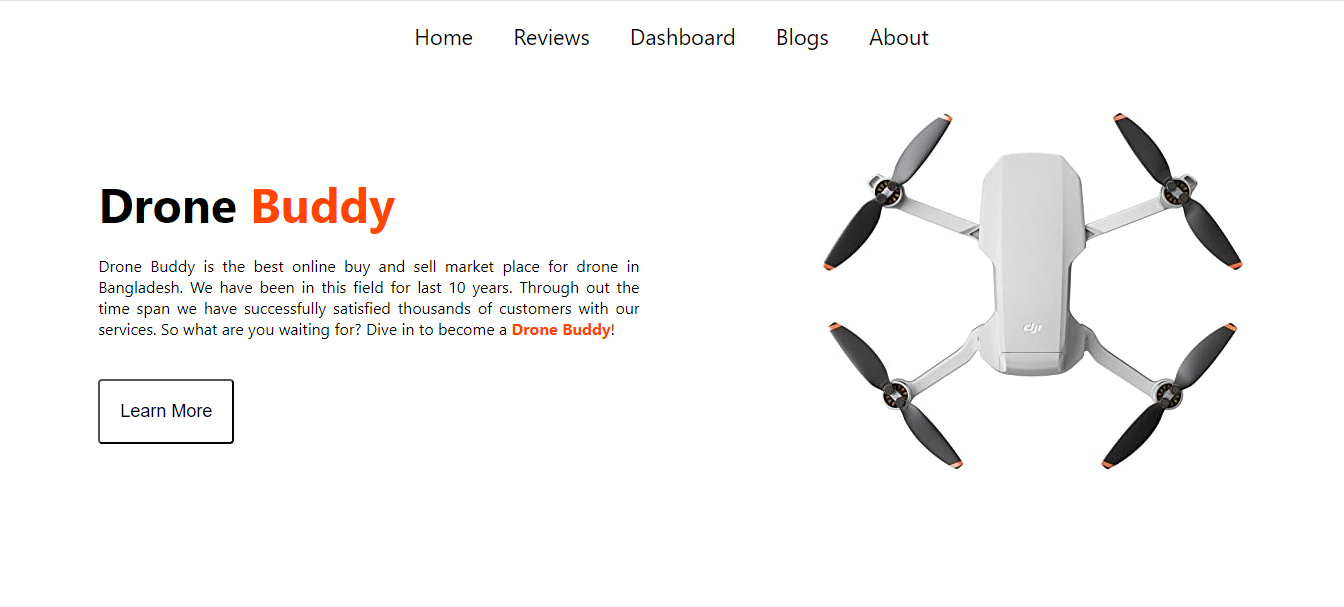 Home Reviews Dashboard Blogs About
Drone Buddy
Drone Buddy is the best online buy and sell market place for drone in
Bangladesh. We have been in this field for last 10 years. Through out the
time span we have successfully satisfied thousands of customers with our
services. So what are you waiting for? Dive in to become a Drone Buddy!
Learn More
dji